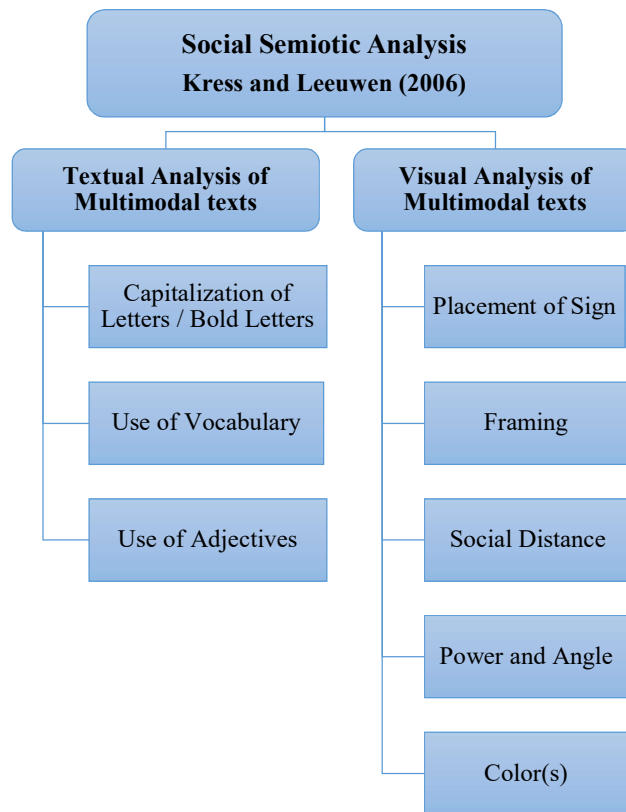 Social Semiotic Analysis
Kress and Leeuwen (2006)
Textual Analysis of
Multimodal texts
Capitalization of
Letters / Bold Letters
Use of Vocabulary
Use of Adjectives
Visual Analysis of
Multimodal texts
Placement of Sign
Framing
Social Distance
Power and Angle
Color(s)